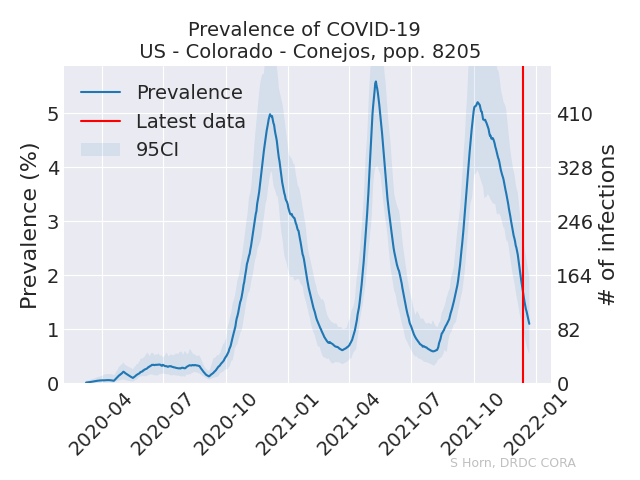 Prevalence of COVID-19
US - Colorado - Conejos, pop. 8205
Prevalence
Latest data
95CI
Prevalence (%)
5
4
3
2
1
0
# of infections
410
328
246
164
82
0
2020-04
2020-07
2020-10
2021-01
2021-04
2021-07
2021-10
2022-01
S Horn, DRDC CORA